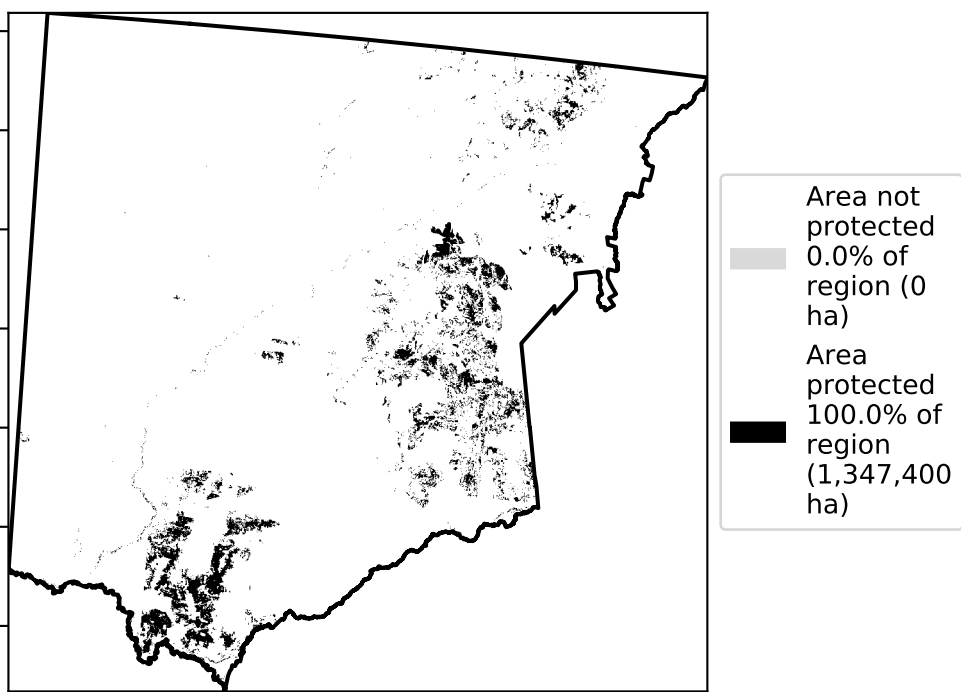 Area not
protected
0.0% of
region (0
ha)
Area
protected
100.0% of
region
(1,347,400
ha)